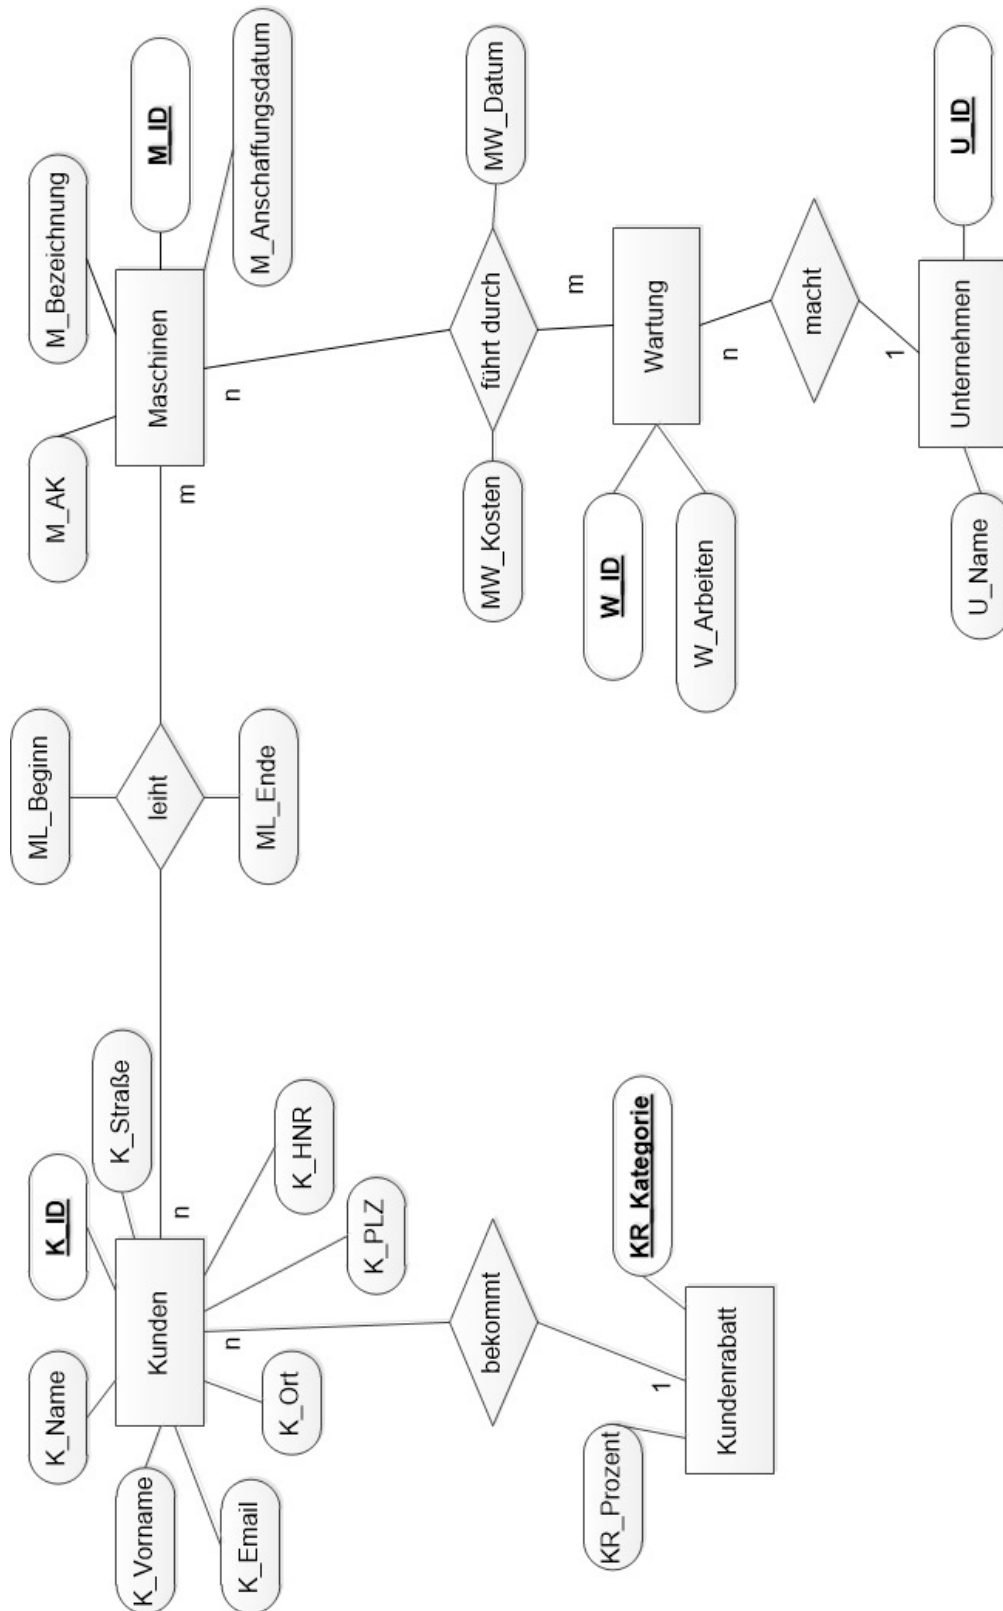 K_Name
K_ID
K_Straße
K_Vorname
K_Email
Kunden
K_Ort
K_PLZ
K_HNR
n
n
bekommt
1
KR_Prozent
KR_Kategorie
Kundenrabatt
ML_Beginn
leiht
ML_Ende
M_AK
M_Bezeichnung
m
Maschinen
M_ID
M_Anschaffungsdatum
n
MW_Kosten
führt durch
MW_Datum
m
W_ID
W_Arbeiten
Wartung
n
macht
1
U_Name
Unternehmen
U_ID